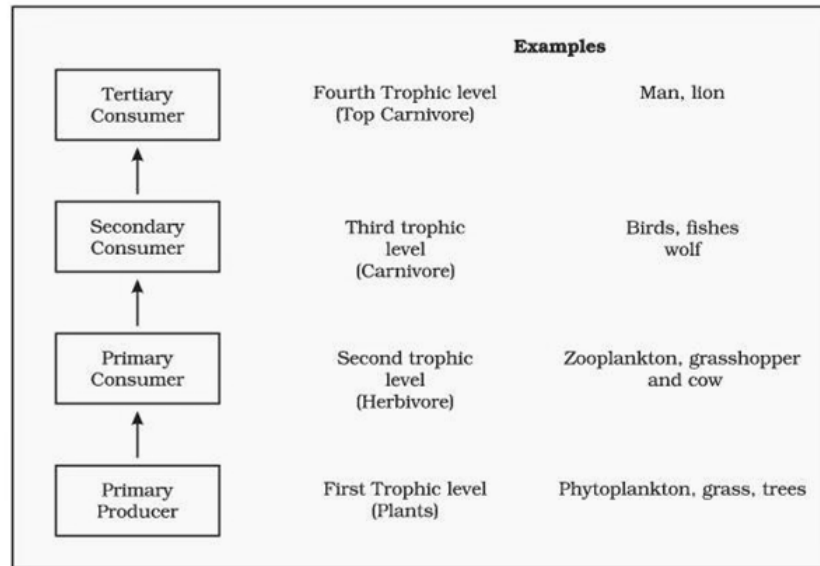 Examples
Tertiary
Consumer
Fourth Trophic level
(Top Carnivore)
Man, lion
Secondary
Consumer
Third trophic
level
(Carnivore)
Birds, fishes
wolf
Primary
Consumer
Second trophic
level
(Herbivore)
Zooplankton, grasshopper
and cow
Primary
Producer
First Trophic level
(Plants)
Phytoplankton, grass, trees